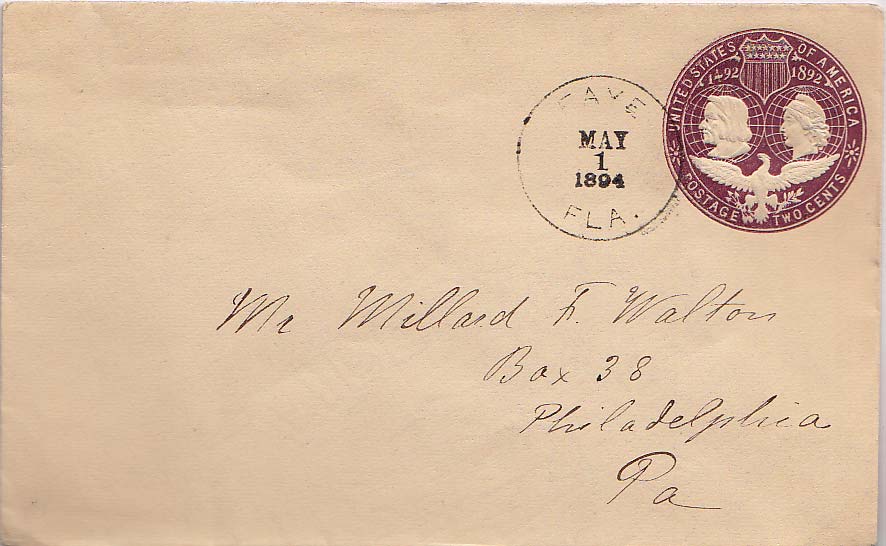 UNITED STATES OF AMERICA
1492 1892
POSTAGE TWO CENTS
FAYE
MAY
1
1894
FLA.
Mr Millard F. Walton
Box 38
Philadelphia
Pa